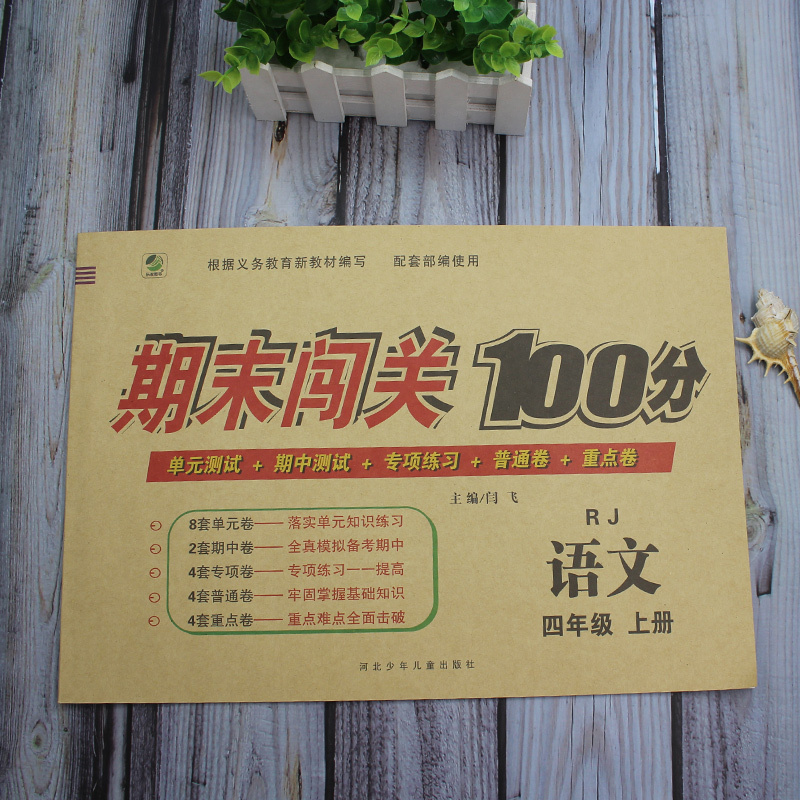 根据义务教育新教材编写 配套部编使用
期末闯关100分
单元测试 + 期中测试 + 专项练习 + 普通卷 + 重点卷
主编/闫 飞
8套单元卷——落实单元知识练习
2套期中卷——全真模拟备考期中
4套专项卷——专项练习一一提高
4套普通卷——牢固掌握基础知识
4套重点卷——重点难点全面击破
RJ
语文
四年级 上册
河北少年儿童出版社